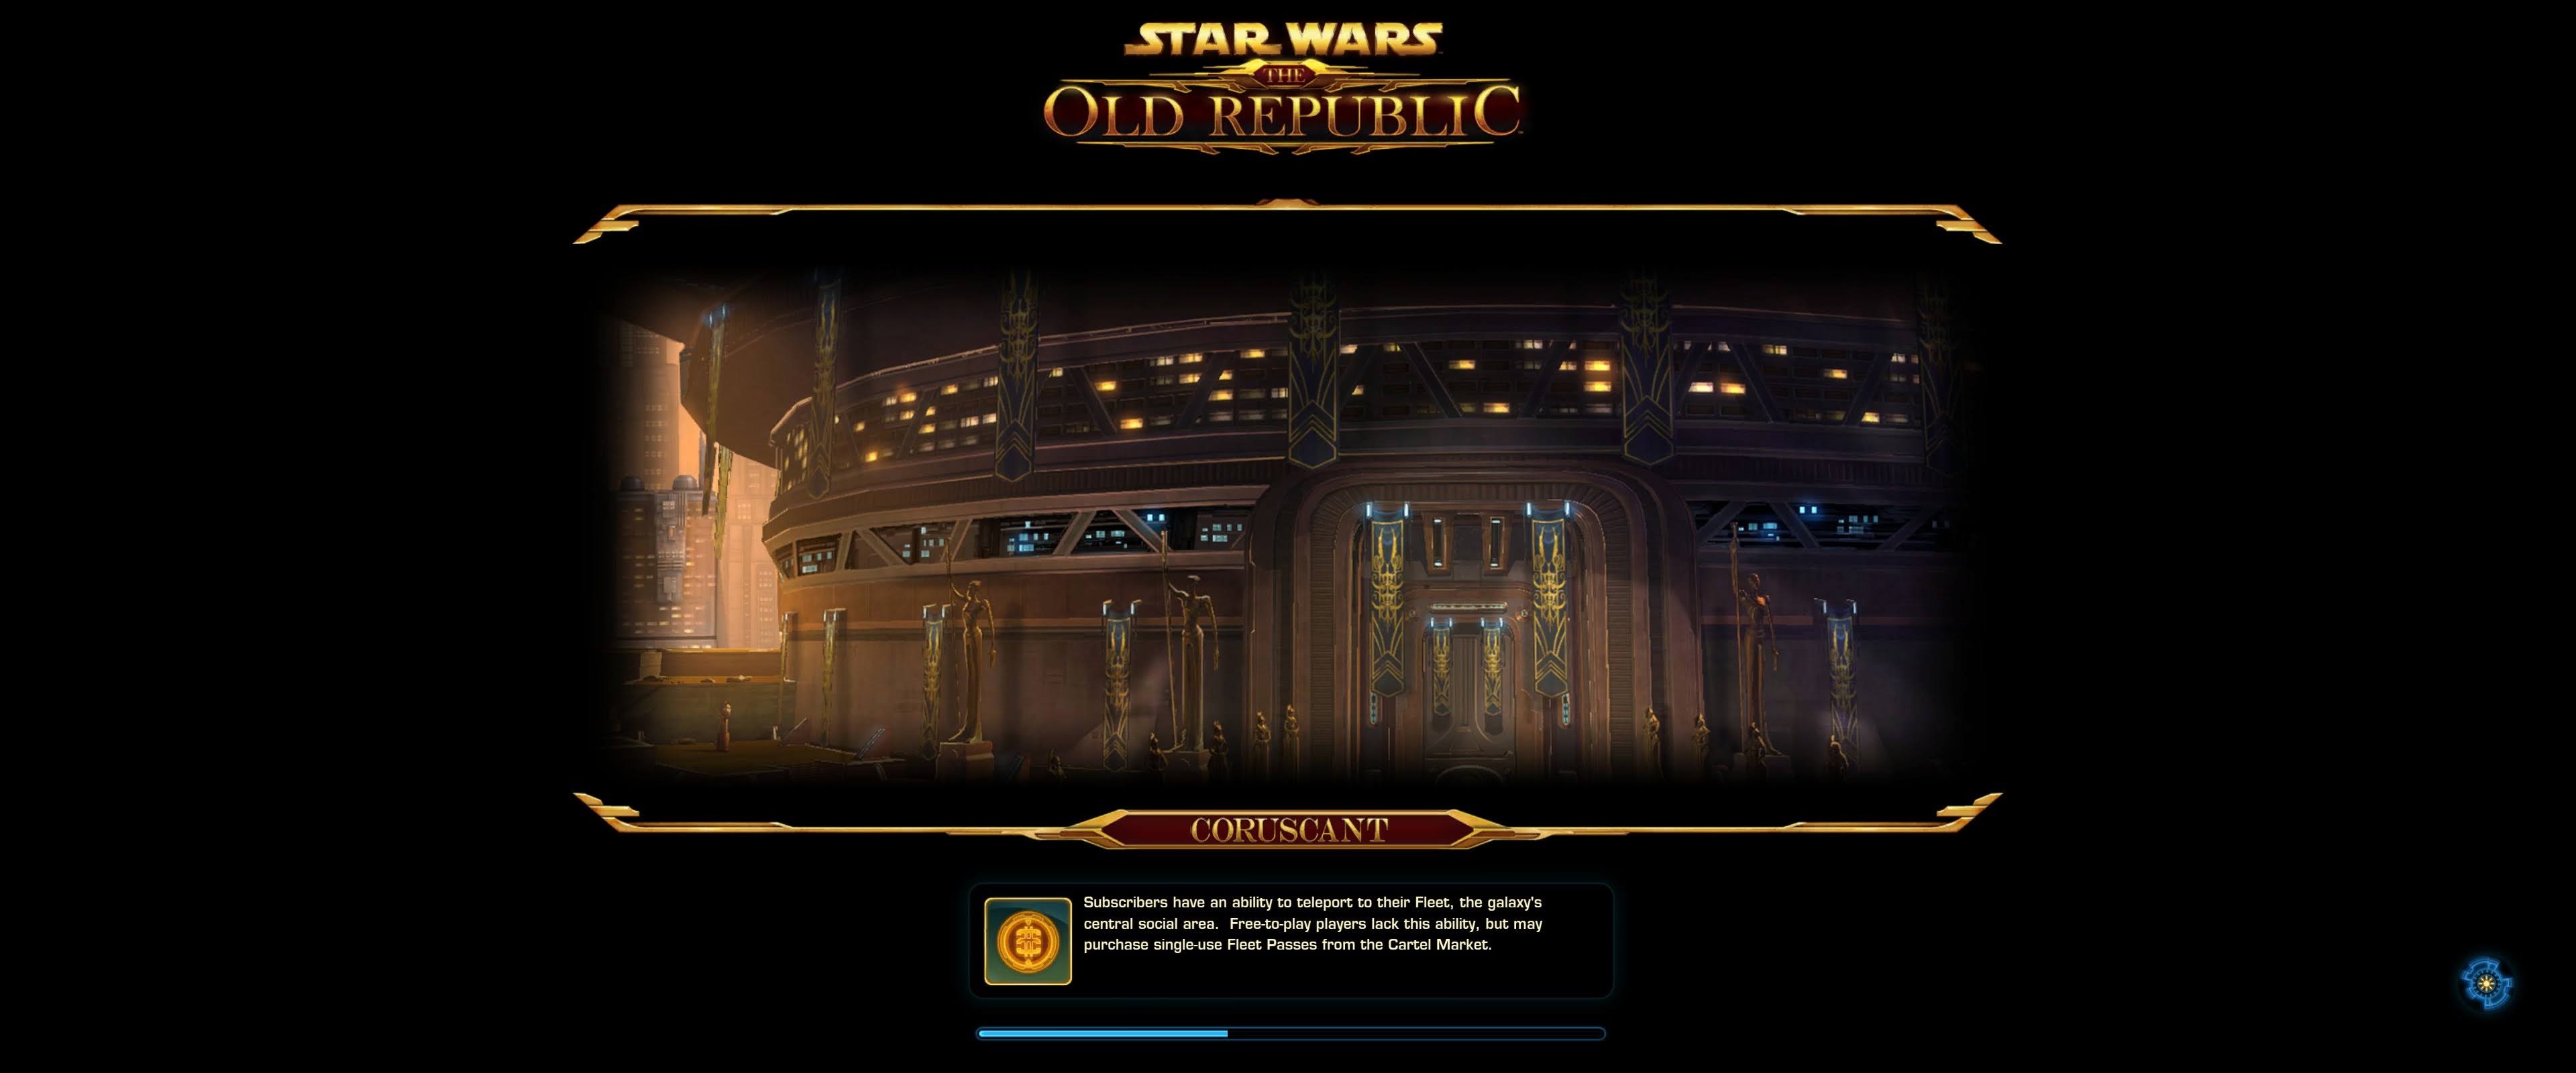 STAR WARS
THE
OLD REPUBLIC
CORUSCANT
Subscribers have an ability to teleport to their Fleet, the galaxy's
central social area.  Free-to-play players lack this ability, but may
purchase single-use Fleet Passes from the Cartel Market.